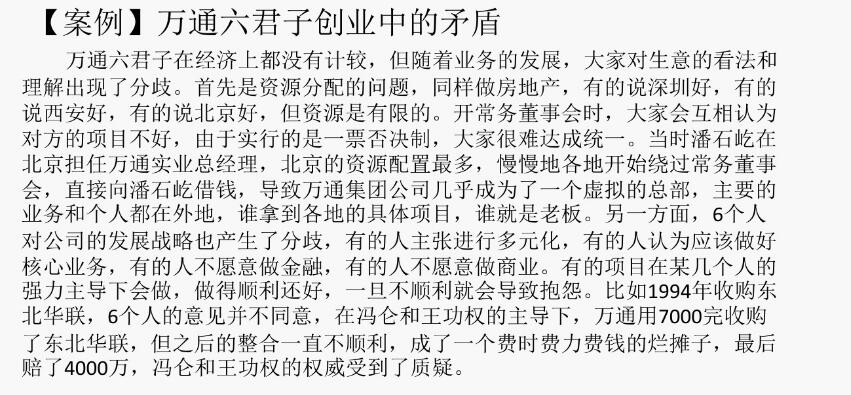 【案例】万通六君子创业中的矛盾
万通六君子在经济上都没有计较，但随着业务的发展，大家对生意的看法和
理解出现了分歧。首先是资源分配的问题，同样做房地产，有的说深圳好，有的
说西安好，有的说北京好，但资源是有限的。开常务董事会时，大家会互相认为
对方的项目不好，由于实行的是一票否决制，大家很难达成统一。当时潘石屹在
北京担任万通实业总经理，北京的资源配置最多，慢慢地各地开始绕过常务董事
会，直接向潘石屹借钱，导致万通集团公司几乎成为了一个虚拟的总部，主要的
业务和个人都在外地，谁拿到各地的具体项目，谁就是老板。另一方面，6个人
对公司的发展战略也产生了分歧，有的人主张进行多元化，有的人认为应该做好
核心业务，有的人不愿意做金融，有的人不愿意做商业。有的项目在某几个人的
强力主导下会做，做得顺利还好，一旦不顺利就会导致抱怨。比如1994年收购东
北华联，6个人的意见并不同意，在冯仑和王功权的主导下，万通用7000完收购
了东北华联，但之后的整合一直不顺利，成了一个费时费力费钱的烂摊子，最后
赔了4000万，冯仑和王功权的权威受到了质疑。